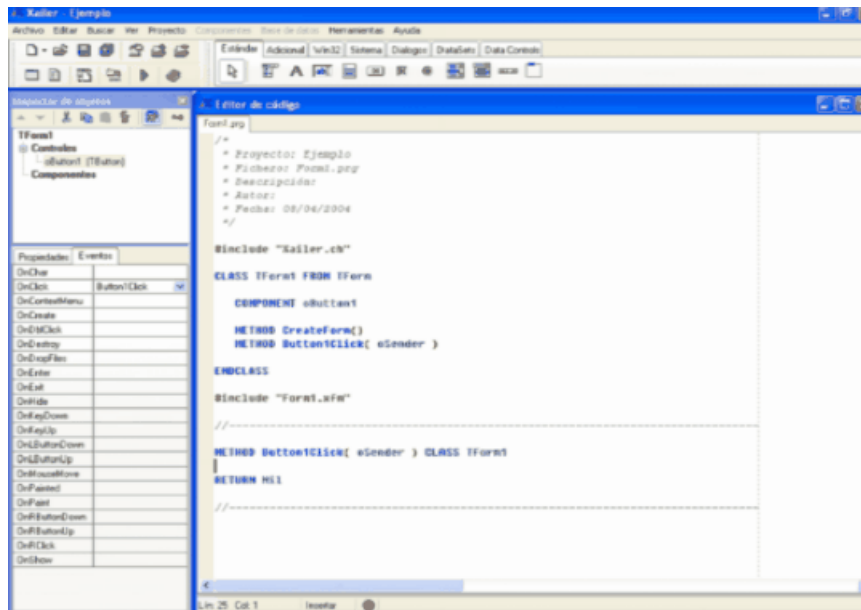 Xailer - Ejemplo
Archivo Editar Buscar Ver Proyecto Componentes Base de datos Herramientas Ayuda
Estándar Adicional Win32 Sistema Dialogos DataSets Data Controls
Inspector de objetos
TForm1
Controles
oButton1 (TButton)
Componentes
Propiedades Eventos
OnChar
OnClick Button1Click
OnContextMenu
OnCreate
OnDblClick
OnDestroy
OnDropFiles
OnEnter
OnExit
OnHide
OnKeyDown
OnKeyUp
OnLButtonDown
OnLButtonUp
OnMouseMove
OnPainted
OnPaint
OnRButtonDown
OnRButtonUp
OnRClick
OnShow
Editor de código
Form1.prg
/*
* Proyecto: Ejemplo
* Fichero: Form1.prg
* Descripción:
* Autor:
* Fecha: 08/04/2004
*/
#include "Xailer.ch"
CLASS TForm1 FROM TForm
COMPONENT oButton1
METHOD CreateForm()
METHOD Button1Click( oSender )
ENDCLASS
#include "Form1.xfm"
//------------------------------------------------------------------------------
METHOD Button1Click( oSender ) CLASS TForm1
RETURN Nil
//------------------------------------------------------------------------------
Lin: 25 Col: 1 Insertar